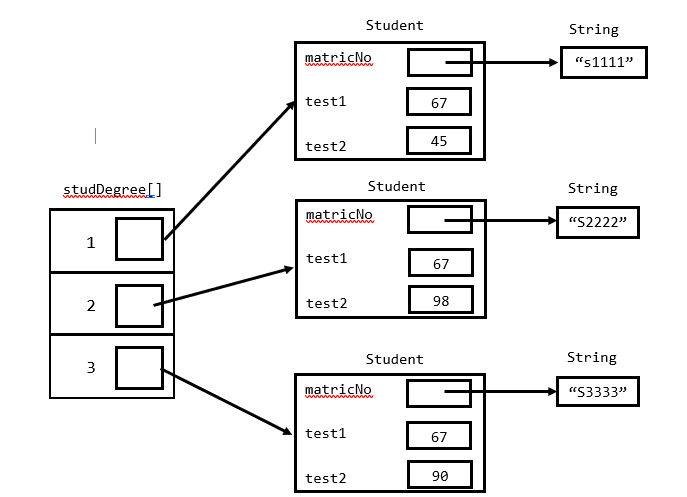 Student
String
matricNo
"s1111"
test1
67
test2
45
studDegree[]
1
2
3
Student
String
matricNo
"S2222"
test1
67
test2
98
Student
String
matricNo
"S3333"
test1
67
test2
90